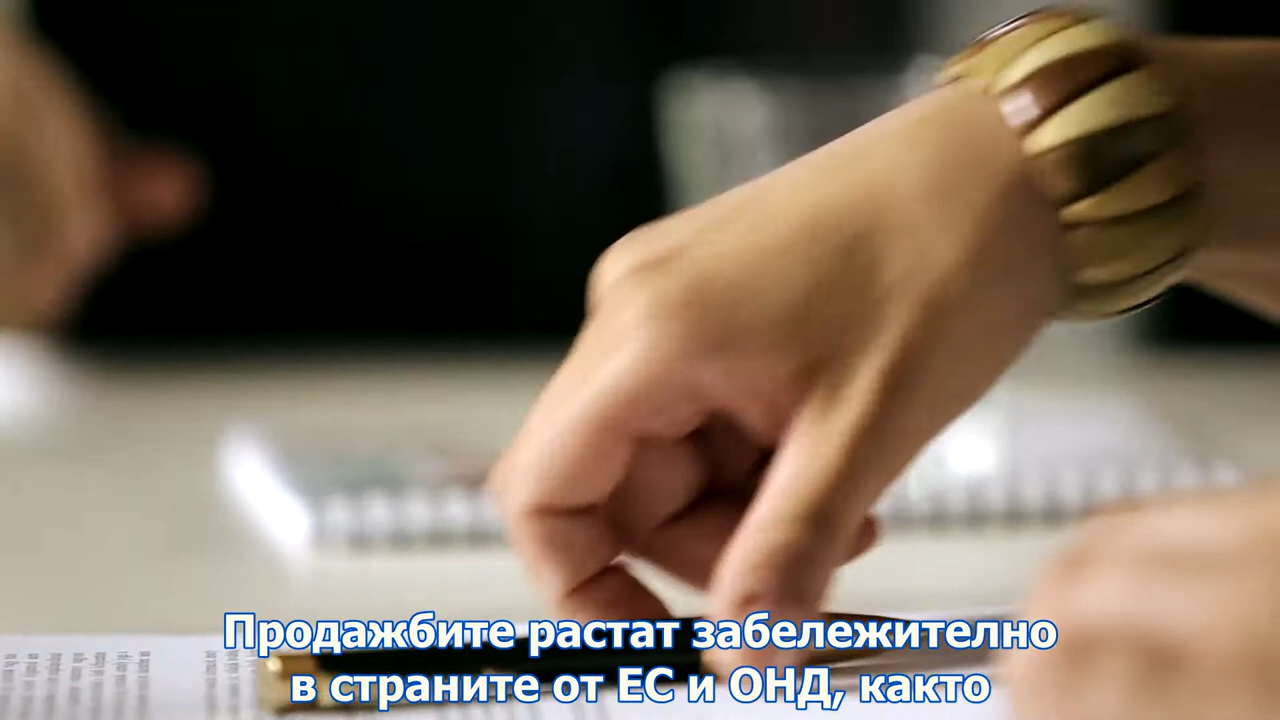 Продажбите растат забележително
в страните от ЕС и ОНД, както